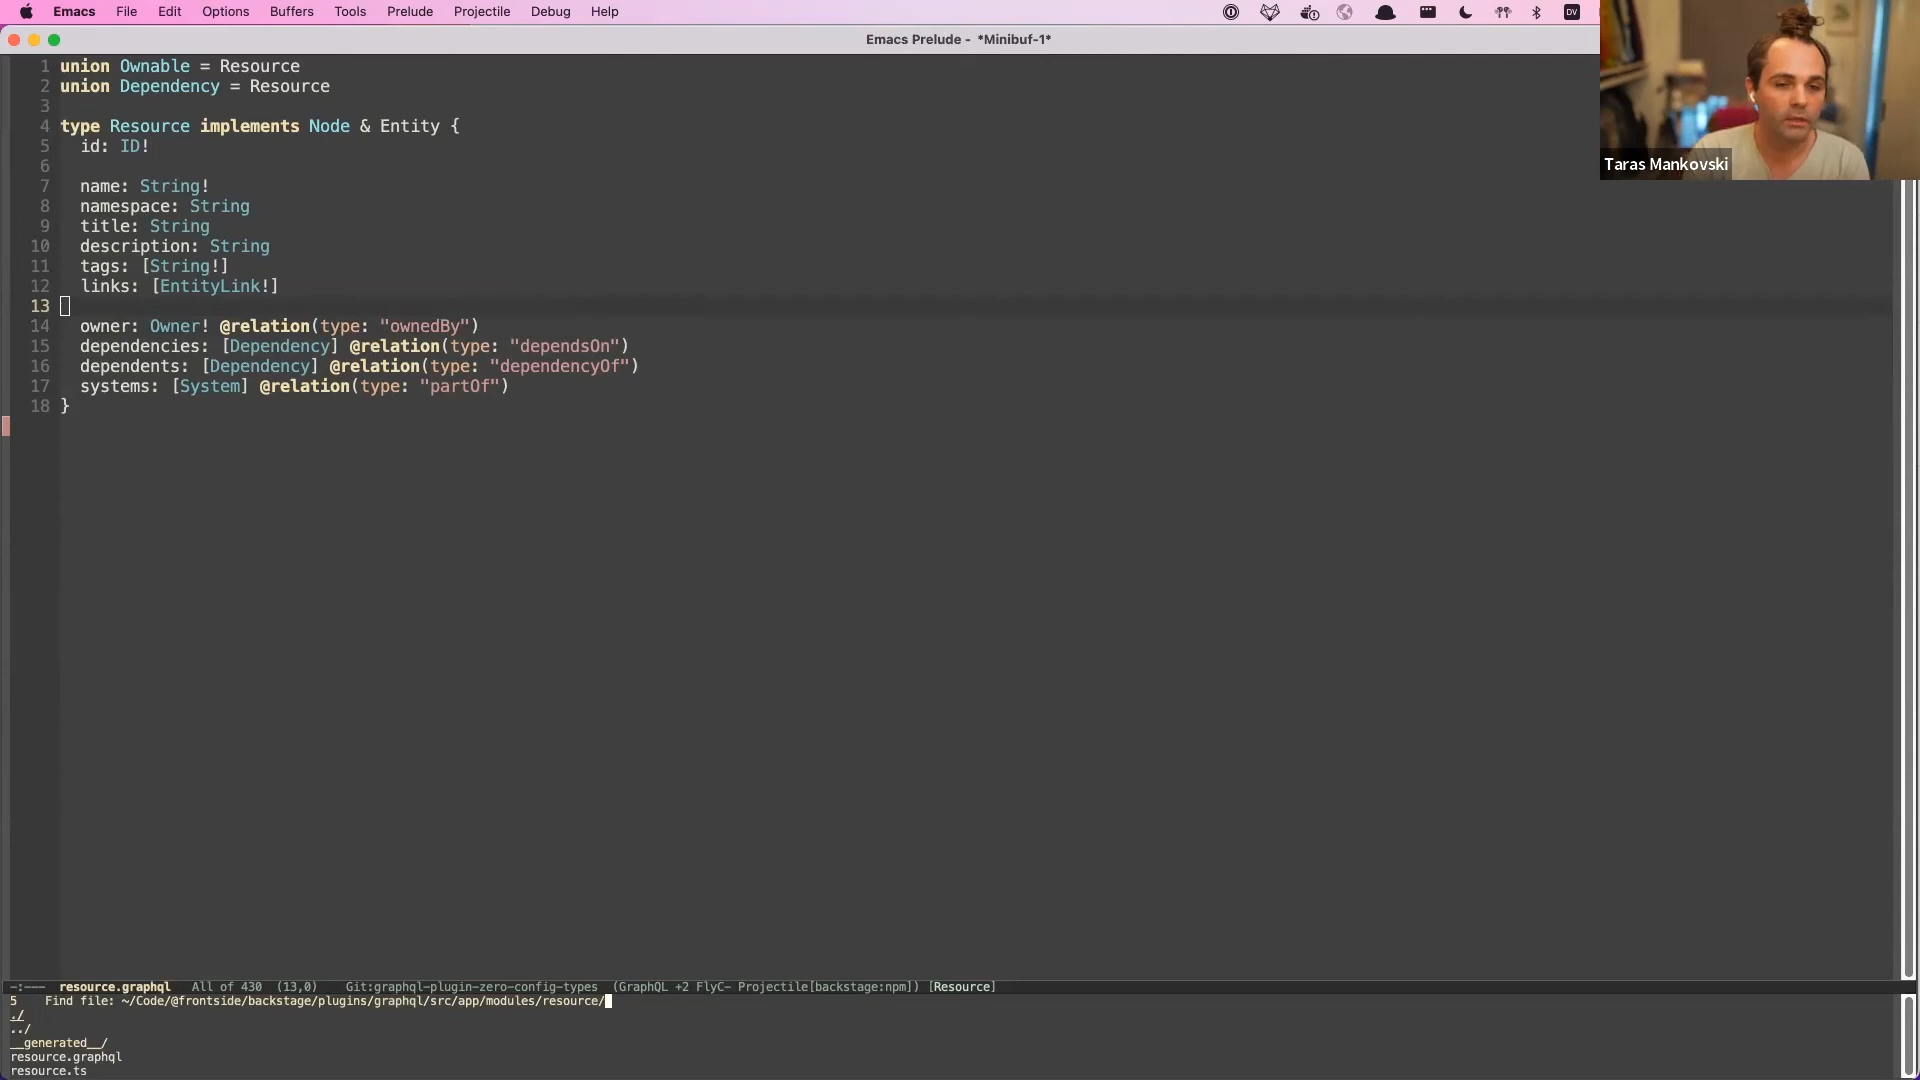 Emacs File Edit Options Buffers Tools Prelude Projectile Debug Help
DV
Emacs Prelude - *Minibuf-1*
1 union Ownable = Resource
2 union Dependency = Resource
3
4 type Resource implements Node & Entity {
5 id: ID!
6
7 name: String!
8 namespace: String
9 title: String
10 description: String
11 tags: [String!]
12 links: [EntityLink!]
13
14 owner: Owner! @relation(type: "ownedBy")
15 dependencies: [Dependency] @relation(type: "dependsOn")
16 dependents: [Dependency] @relation(type: "dependencyOf")
17 systems: [System] @relation(type: "partOf")
18 }
Taras Mankovski
-:--- resource.graphql All of 430 (13,0) Git:graphql-plugin-zero-config-types (GraphQL +2 FlyC- Projectile[backstage:npm]) [Resource]
5 Find file: ~/Code/@frontside/backstage/plugins/graphql/src/app/modules/resource/
./
../
__generated__/
resource.graphql
resource.ts